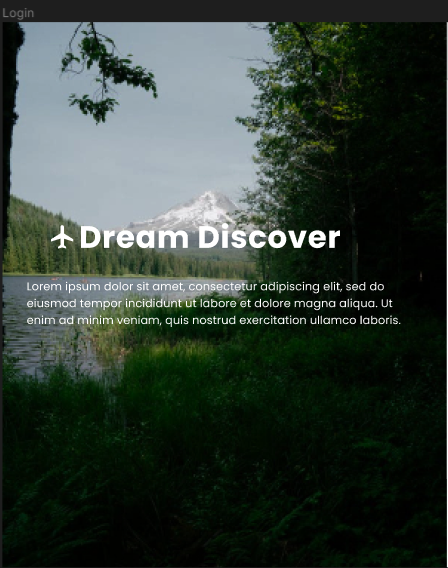 Login
Dream Discover
Lorem ipsum dolor sit amet, consectetur adipiscing elit, sed do
eiusmod tempor incididunt ut labore et dolore magna aliqua. Ut
enim ad minim veniam, quis nostrud exercitation ullamco laboris.